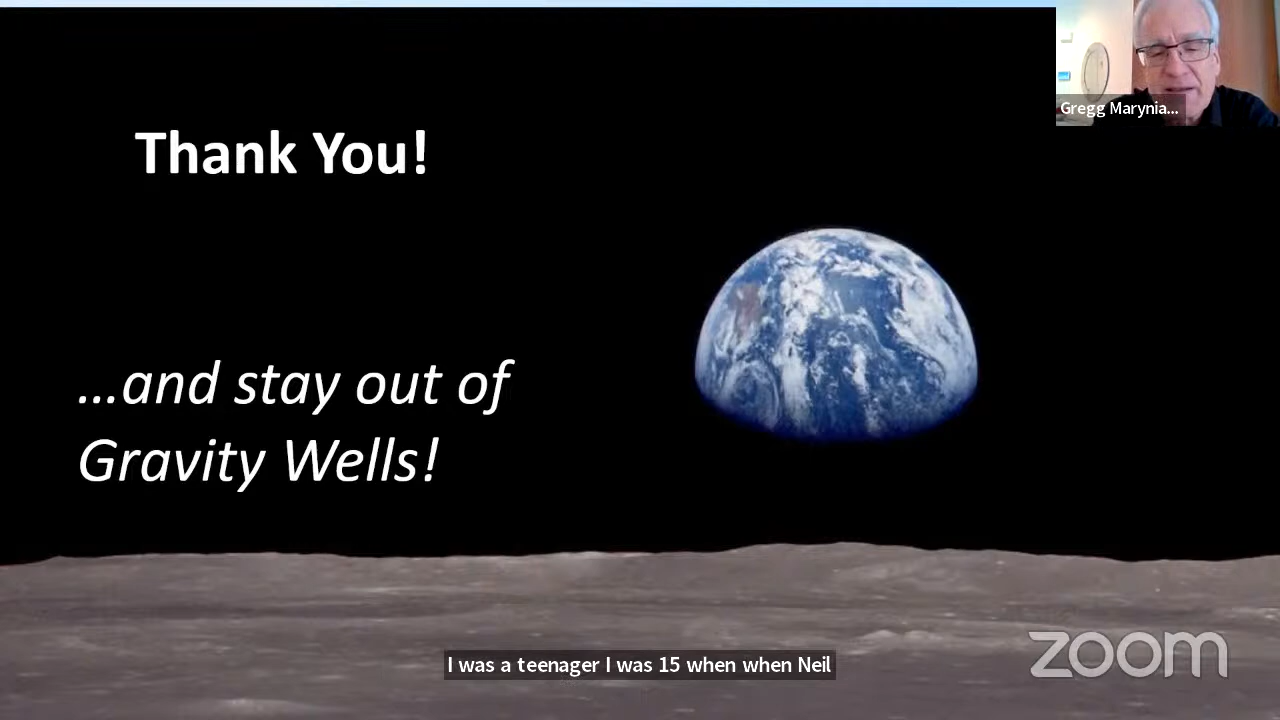 Gregg Marynia...
Thank You!
...and stay out of
Gravity Wells!
zoom
I was a teenager I was 15 when when Neil